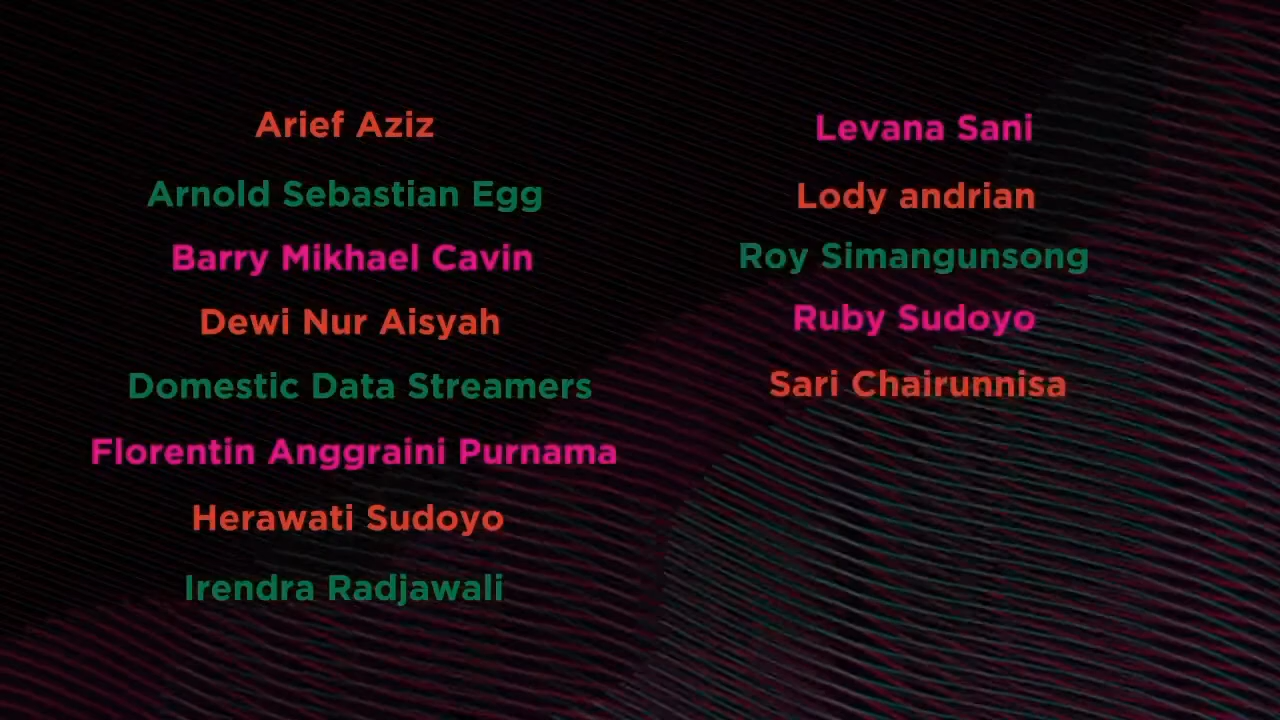 Arief Aziz
Arnold Sebastian Egg
Barry Mikhael Cavin
Dewi Nur Aisyah
Domestic Data Streamers
Florentin Anggraini Purnama
Herawati Sudoyo
Irendra Radjawali
Levana Sani
Lody andrian
Roy Simangunsong
Ruby Sudoyo
Sari Chairunnisa